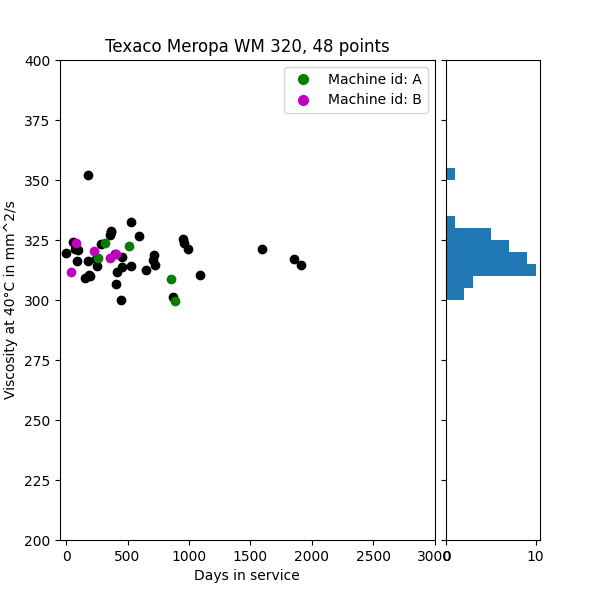 Texaco Meropa WM 320, 48 points
Machine id: A
Machine id: B
Viscosity at 40°C in mm^2/s
400
375
350
325
300
275
250
225
200
0 500 1000 1500 2000 2500 3000
0 10
Days in service